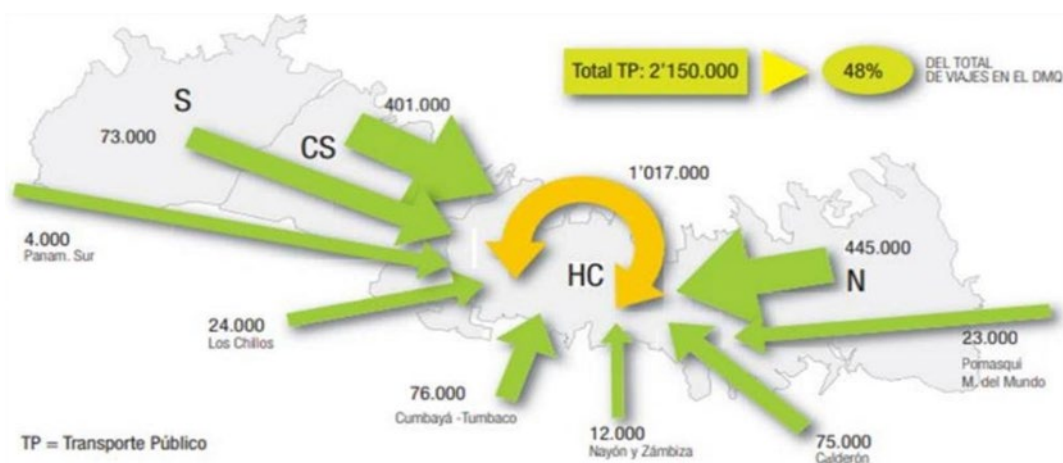 Total TP: 2'150.000
48%
DEL TOTAL
DE VIAJES EN EL DMQ
S
73.000
CS
401.000
1'017.000
4.000
Panam. Sur
HC
445.000
N
24.000
Los Chillos
23.000
Pomasqui
M. del Mundo
76.000
Cumbayá -Tumbaco
12.000
Nayón y Zámbiza
75.000
Calderón
TP = Transporte Público